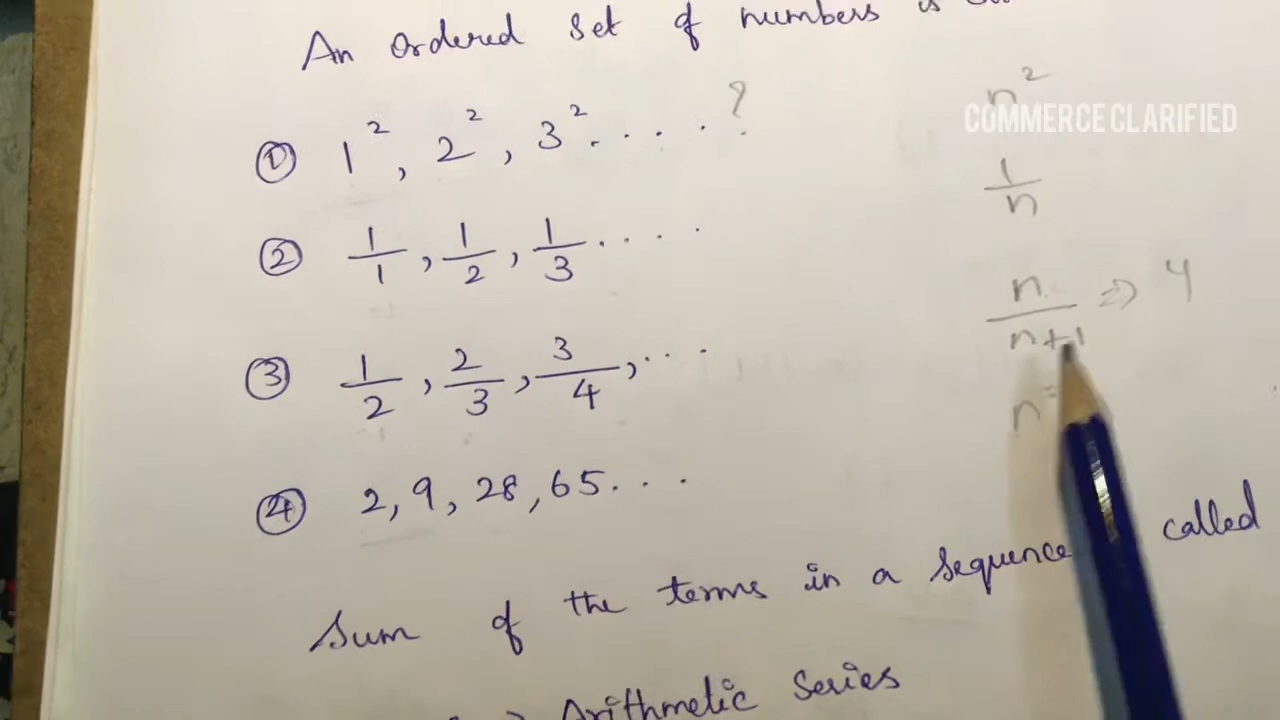 An ordered set of numbers is
n²
COMMERCE CLARIFIED
① 1², 2², 3². . . . ?
1/n
② 1/1, 1/2, 1/3 . . . .
n/n+1 ⇒ 4
③ 1/2, 2/3, 3/4, . . .
n
④ 2, 9, 28, 65. . .
Sum of the terms in a sequence called
Arithmetic series